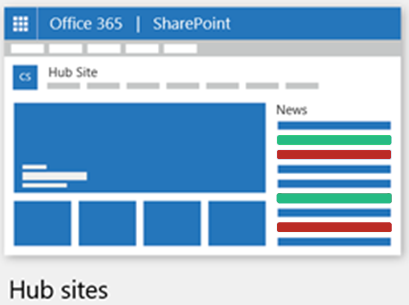 Office 365 | SharePoint
CS Hub Site
News
Hub sites